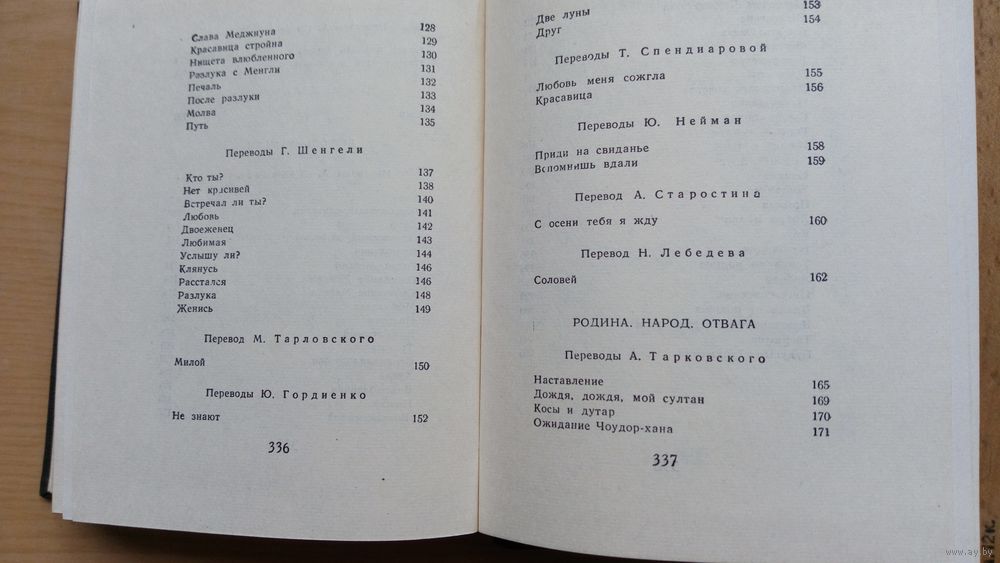 Слава Меджнуна 128
Красавица стройна 129
Нищета влюбленного 130
Разлука с Менгли 131
Печаль 132
После разлуки 133
Молва 134
Путь 135
Переводы Г. Шенгели
Кто ты? 137
Нет красивей 138
Встречал ли ты? 140
Любовь 141
Двоеженец 142
Любимая 143
Услышу ли? 144
Клянусь 146
Расстался 146
Разлука 148
Женись 149
Перевод М. Тарловского
Милой 150
Переводы Ю. Гордиенко
Не знают 152
336
Две луны 153
Друг 154
Переводы Т. Спендиаровой
Любовь меня сожгла 155
Красавица 156
Переводы Ю. Нейман
Приди на свиданье 158
Вспомнишь вдали 159
Перевод А. Старостина
С осени тебя я жду 160
Перевод Н. Лебедева
Соловей 162
РОДИНА. НАРОД. ОТВАГА
Переводы А. Тарковского
Наставление 165
Дождя, дождя, мой султан 169
Косы и дутар 170
Ожидание Чоудор-хана 171
337
www.ay.by